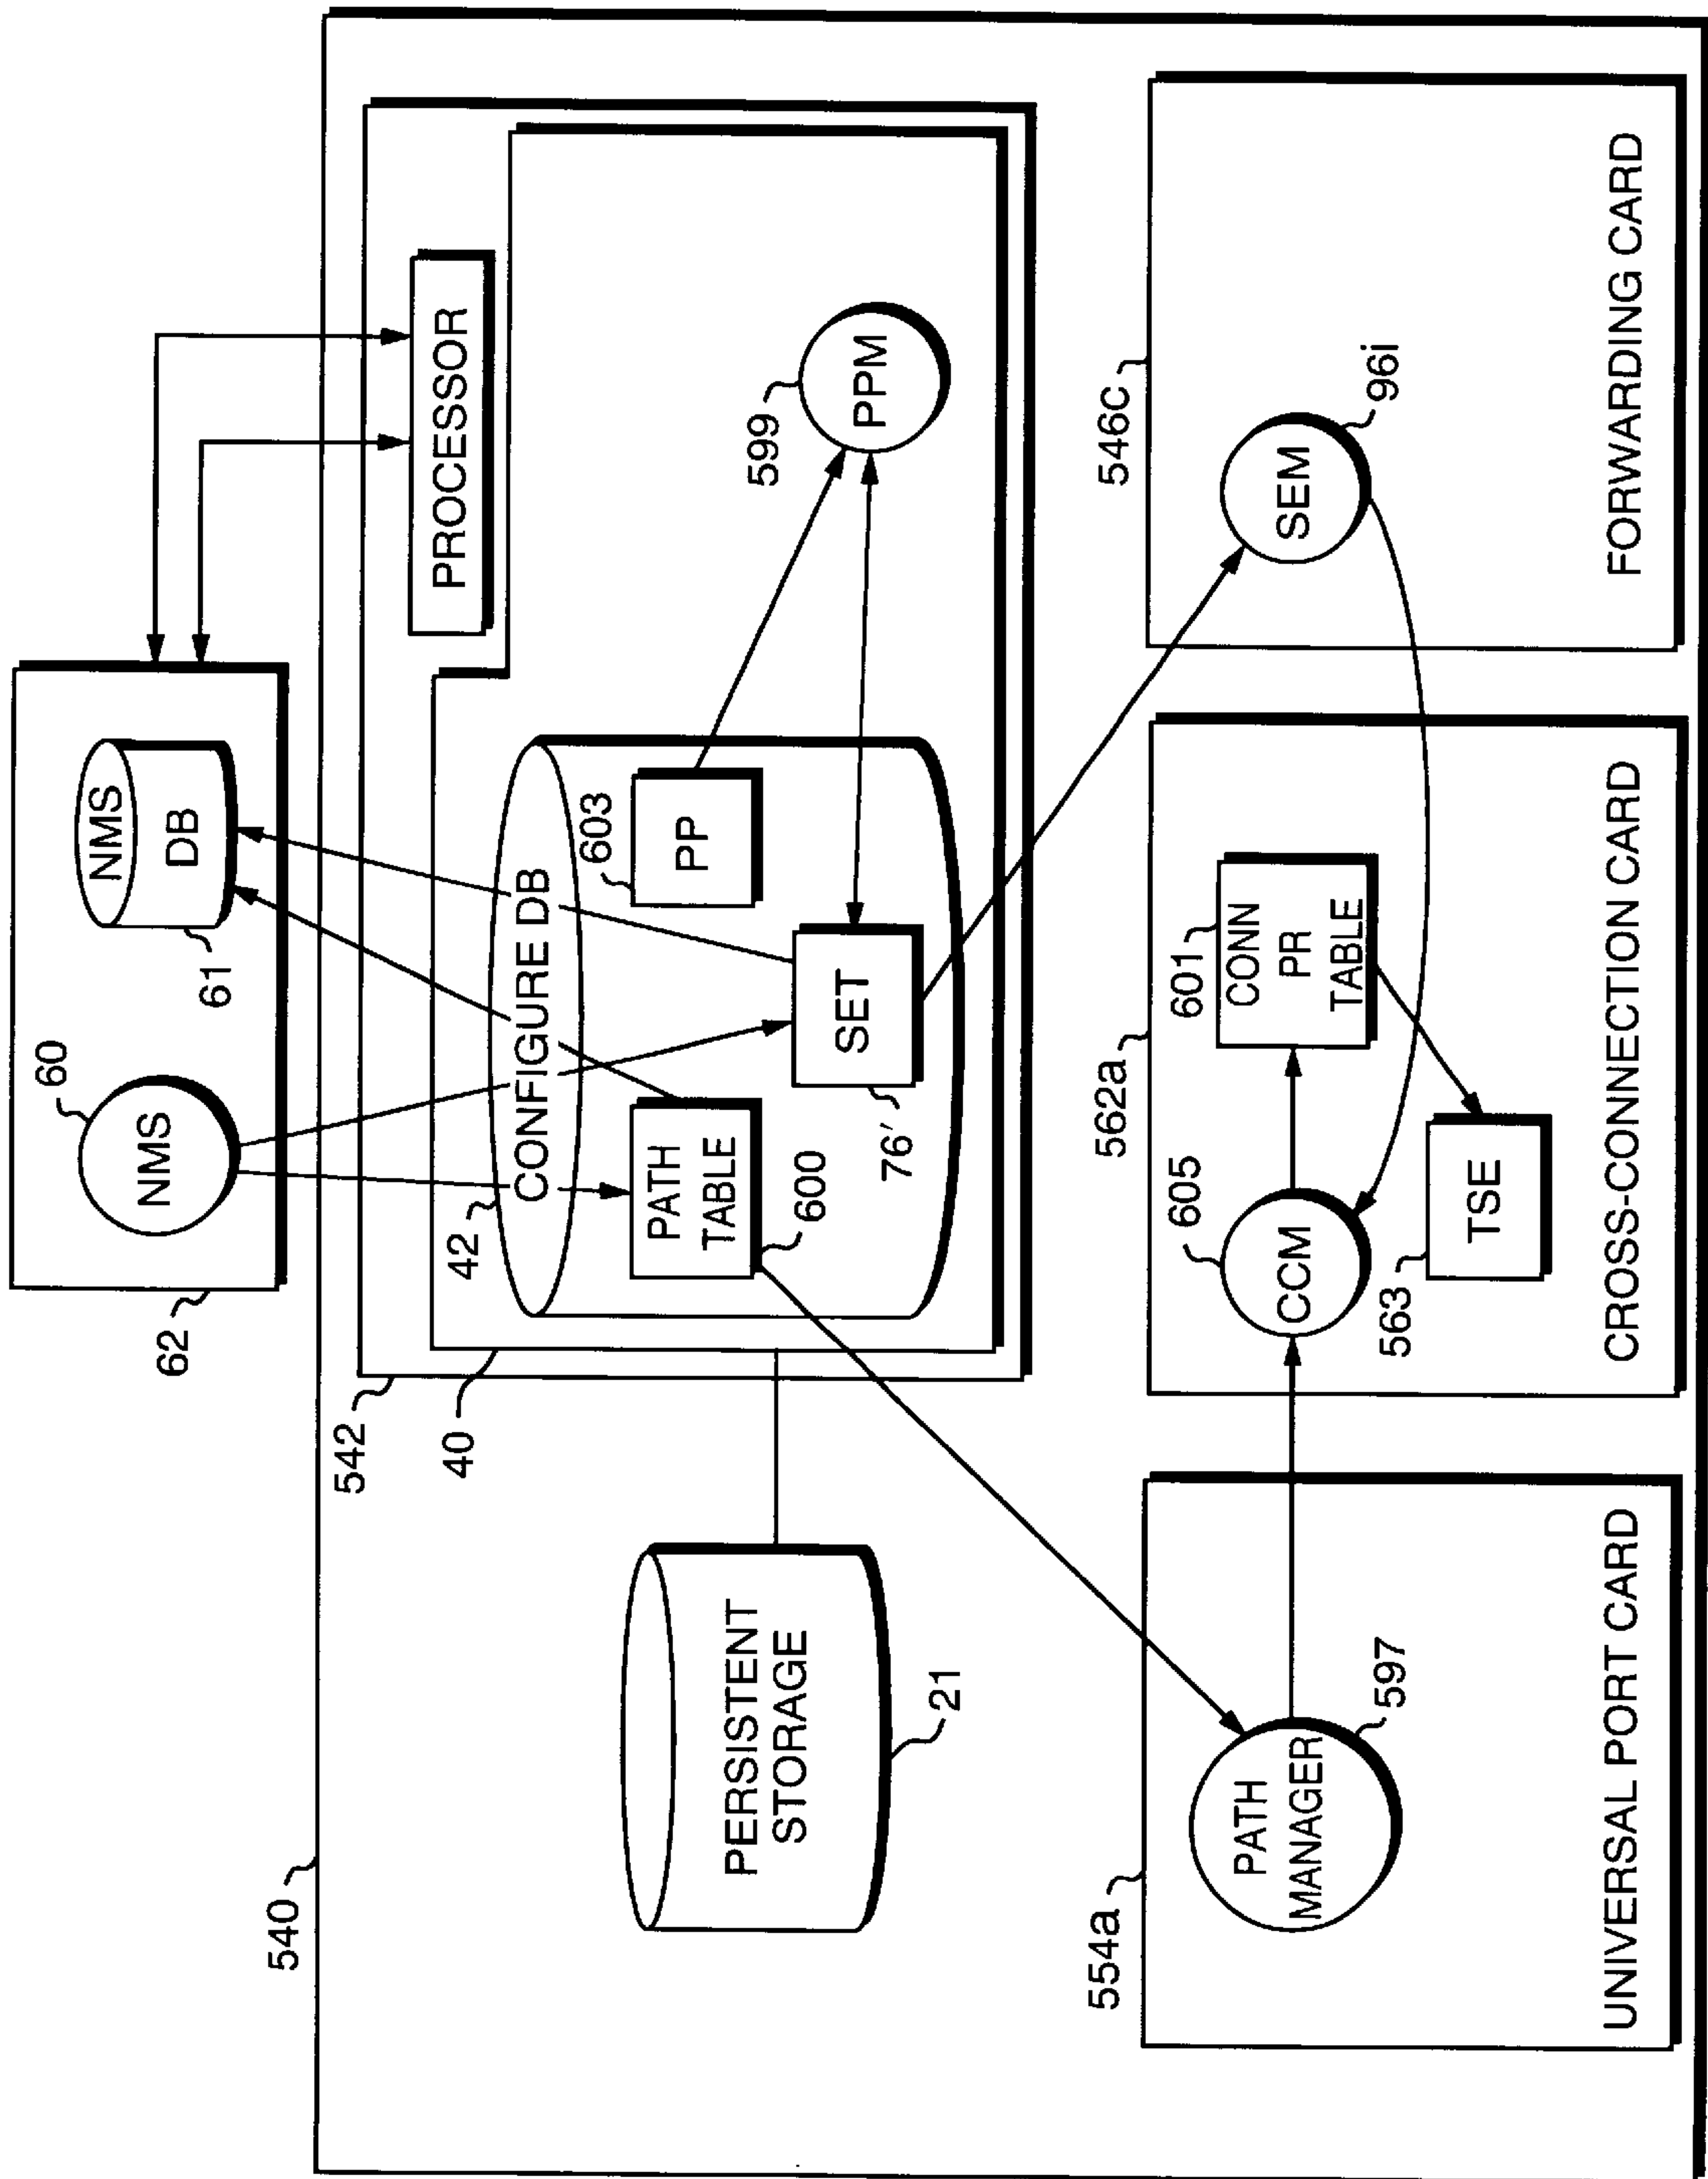 62
60
NMS
NMS
DB
61
540
542
40
PROCESSOR
42
CONFIGURE DB
PATH
TABLE
600
603
PP
SET
76′
599
PPM
PERSISTENT
STORAGE
21
554a
PATH
MANAGER
597
UNIVERSAL PORT CARD
562a
605
CCM
601
CONN
PR
TABLE
563
TSE
CROSS-CONNECTION CARD
546c
SEM
96i
FORWARDING CARD